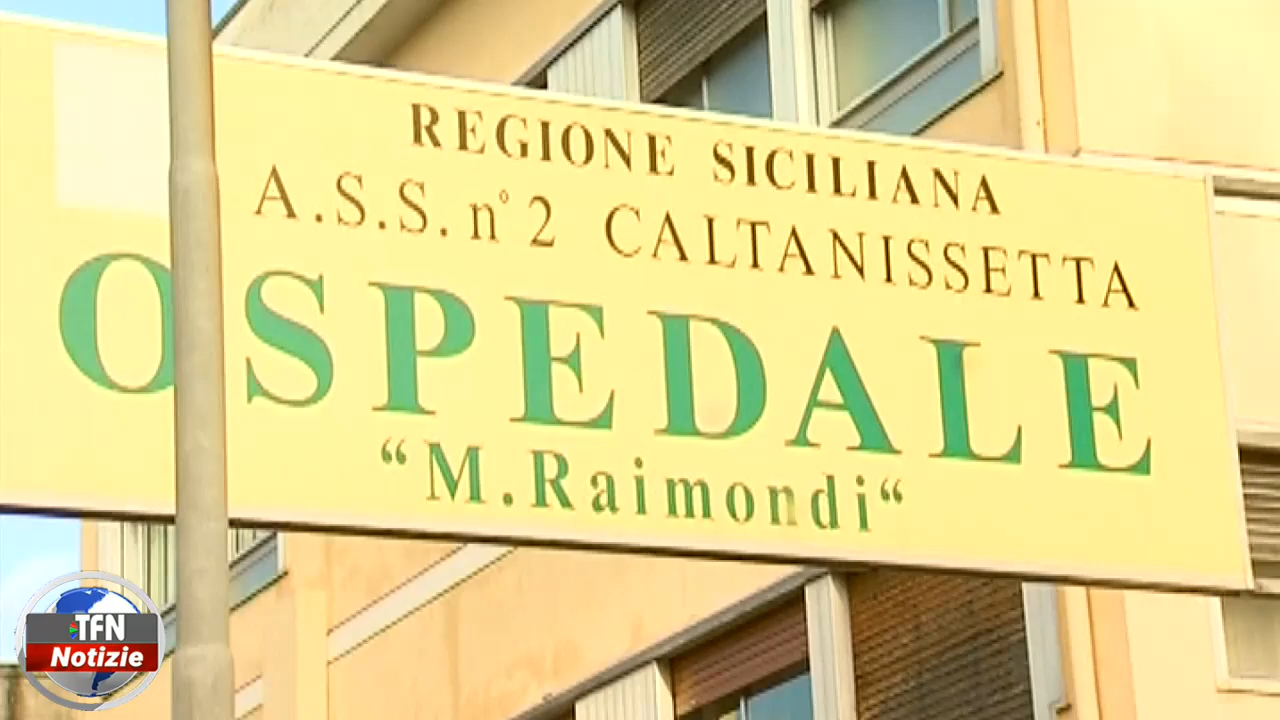 REGIONE SICILIANA
A.S.S. n° 2 CALTANISSETTA
OSPEDALE
“M. Raimondi“
TFN
Notizie